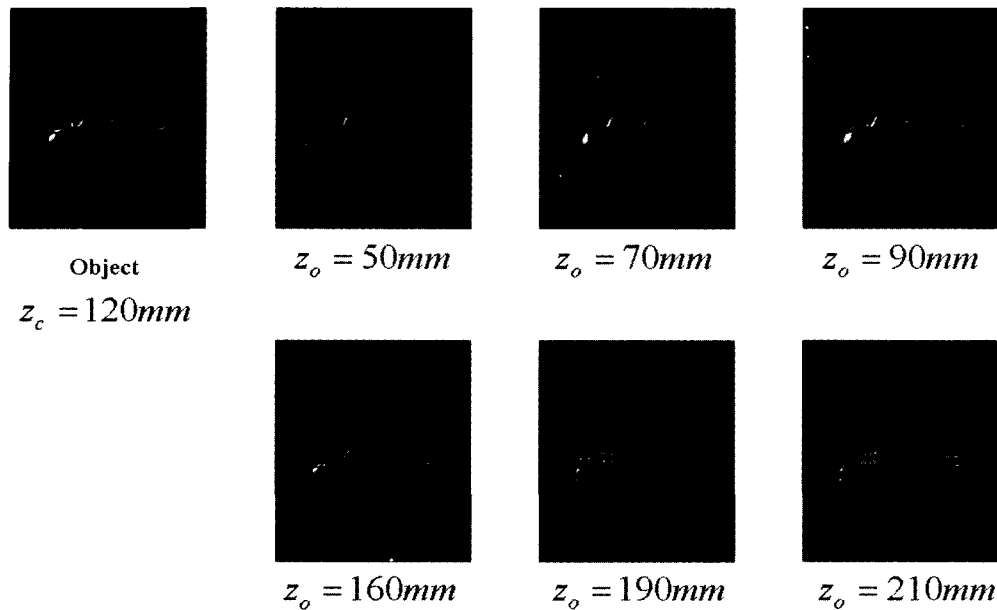 Object
z_c = 120mm
z_o = 50mm
z_o = 70mm
z_o = 90mm
z_o = 160mm
z_o = 190mm
z_o = 210mm